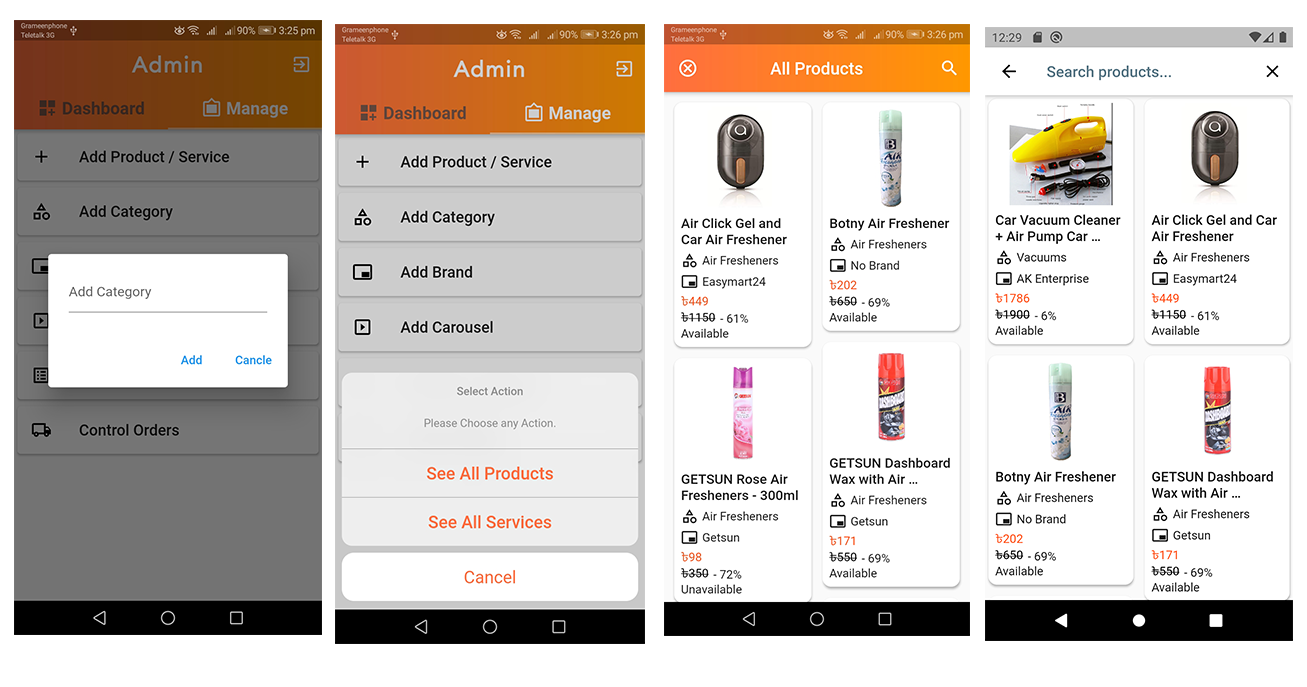 Grameenphone
Teletalk 3G
90%
3:25 pm
Admin
Dashboard
Manage
Add Product / Service
Add Category
Add Category
Add
Cancle
Control Orders
Grameenphone
Teletalk 3G
90%
3:26 pm
Admin
Dashboard
Manage
Add Product / Service
Add Category
Add Brand
Add Carousel
Select Action
Please Choose any Action.
See All Products
See All Services
Cancel
Grameenphone
Teletalk 3G
90%
3:26 pm
All Products
Air Click Gel and
Car Air Freshener
Air Fresheners
Easymart24
৳449
৳1150 - 61%
Available
Botny Air Freshener
Air Fresheners
No Brand
৳202
৳650 - 69%
Available
GETSUN Rose Air
Fresheners - 300ml
Air Fresheners
Getsun
৳98
৳350 - 72%
Unavailable
GETSUN Dashboard
Wax with Air ...
Air Fresheners
Getsun
৳171
৳550 - 69%
Available
12:29
Search products...
Car Vacuum Cleaner
+ Air Pump Car ...
Vacuums
AK Enterprise
৳1786
৳1900 - 6%
Available
Air Click Gel and Car
Air Freshener
Air Fresheners
Easymart24
৳449
৳1150 - 61%
Available
Botny Air Freshener
Air Fresheners
No Brand
৳202
৳650 - 69%
Available
GETSUN Dashboard
Wax with Air ...
Air Fresheners
Getsun
৳171
৳550 - 69%
Available